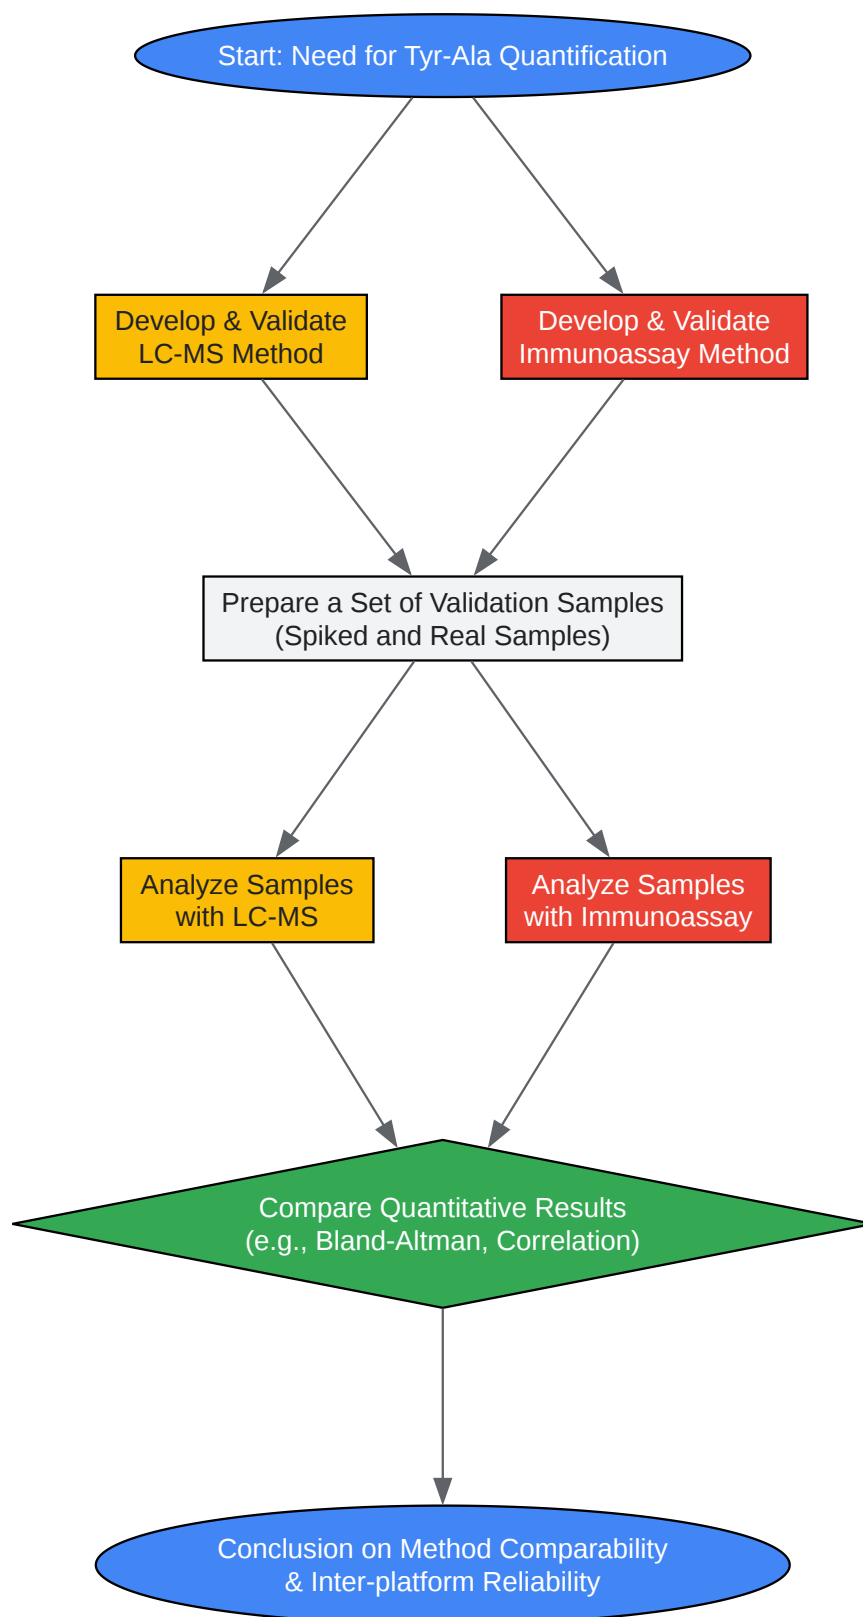 Start: Need for Tyr-Ala Quantification
Develop & Validate
LC-MS Method
Develop & Validate
Immunoassay Method
Prepare a Set of Validation Samples
(Spiked and Real Samples)
Analyze Samples
with LC-MS
Analyze Samples
with Immunoassay
Compare Quantitative Results
(e.g., Bland-Altman, Correlation)
Conclusion on Method Comparability
& Inter-platform Reliability